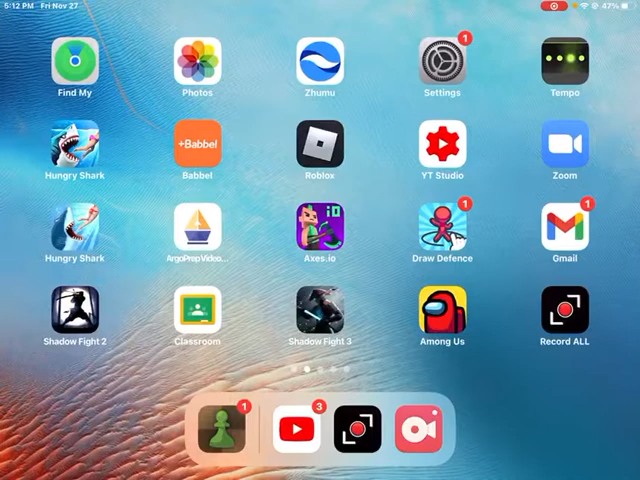 5:12 PM Fri Nov 27
47%
1
Find My
Photos
Zhumu
Settings
Tempo
+Babbel
Hungry Shark
Babbel
Roblox
YT Studio
Zoom
iO
1
1
Hungry Shark
ArgoPrepVideo...
Axes.io
Draw Defence
Gmail
Shadow Fight 2
Classroom
Shadow Fight 3
Among Us
Record ALL
1
3